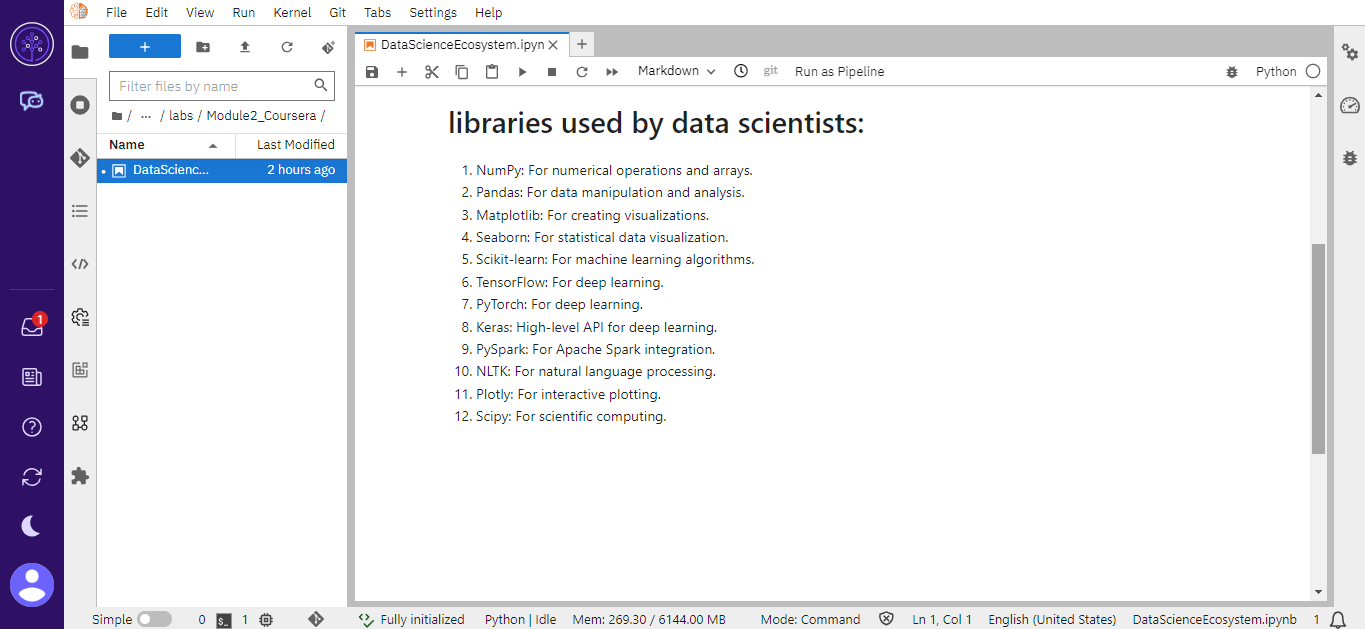 File Edit View Run Kernel Git Tabs Settings Help
+
Filter files by name
/ ... / labs / Module2_Coursera /
Name Last Modified
DataScienc... 2 hours ago
1
DataScienceEcosystem.ipyn
Markdown git Run as Pipeline Python
libraries used by data scientists:
1. NumPy: For numerical operations and arrays.
2. Pandas: For data manipulation and analysis.
3. Matplotlib: For creating visualizations.
4. Seaborn: For statistical data visualization.
5. Scikit-learn: For machine learning algorithms.
6. TensorFlow: For deep learning.
7. PyTorch: For deep learning.
8. Keras: High-level API for deep learning.
9. PySpark: For Apache Spark integration.
10. NLTK: For natural language processing.
11. Plotly: For interactive plotting.
12. Scipy: For scientific computing.
Simple 0 $_ 1 Fully initialized Python | Idle Mem: 269.30 / 6144.00 MB Mode: Command Ln 1, Col 1 English (United States) DataScienceEcosystem.ipynb 1